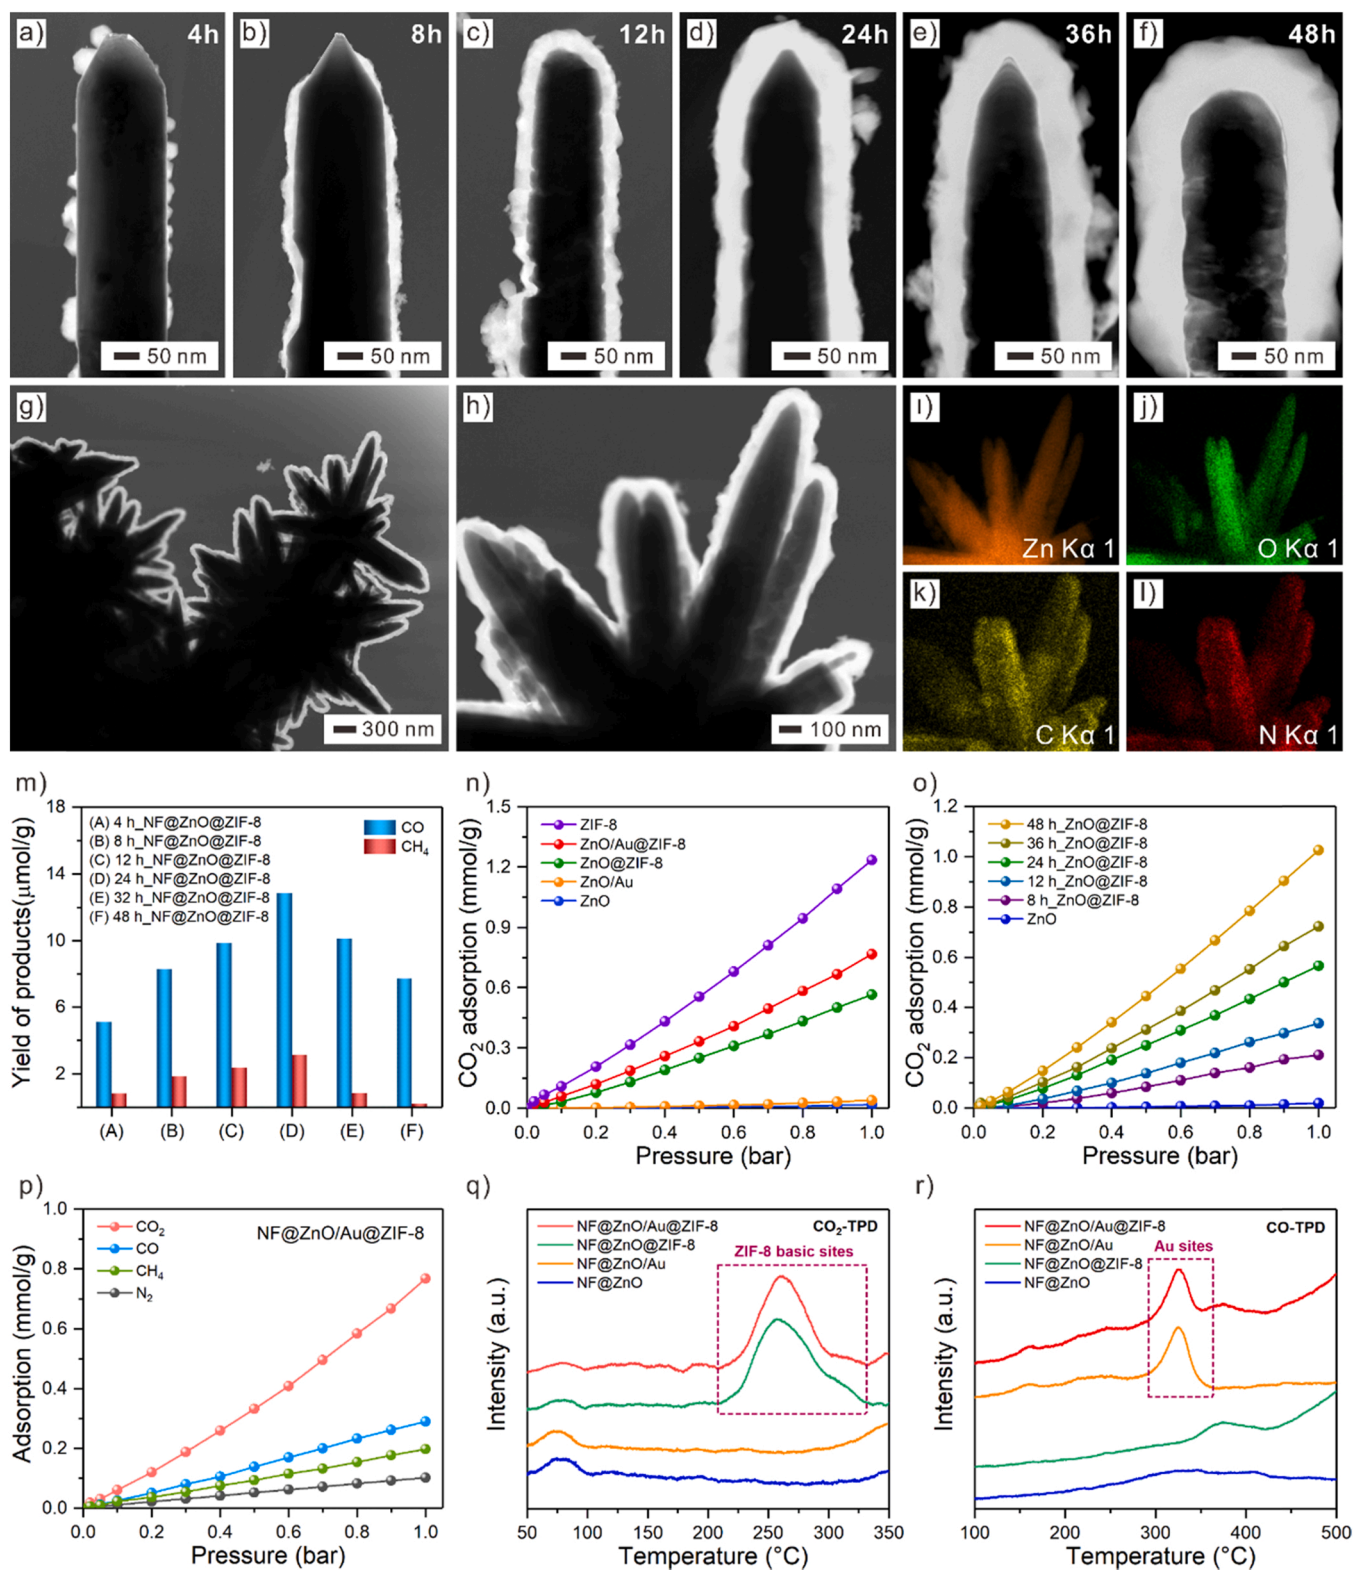 a) 4h
b) 8h
c) 12h
d) 24h
e) 36h
f) 48h
50 nm
50 nm
50 nm
50 nm
50 nm
50 nm
g)
300 nm
h)
100 nm
i)
Zn Kα 1
j)
O Kα 1
k)
C Kα 1
l)
N Kα 1
m)
18
14
10
6
2
Yield of products(μmol/g)
(A) 4 h_NF@ZnO@ZIF-8
(B) 8 h_NF@ZnO@ZIF-8
(C) 12 h_NF@ZnO@ZIF-8
(D) 24 h_NF@ZnO@ZIF-8
(E) 32 h_NF@ZnO@ZIF-8
(F) 48 h_NF@ZnO@ZIF-8
CO
CH₄
(A) (B) (C) (D) (E) (F)
n)
1.5
1.2
0.9
0.6
0.3
0.0
CO₂ adsorption (mmol/g)
ZIF-8
ZnO/Au@ZIF-8
ZnO@ZIF-8
ZnO/Au
ZnO
0.0 0.2 0.4 0.6 0.8 1.0
Pressure (bar)
o)
1.2
1.0
0.8
0.6
0.4
0.2
0.0
CO₂ adsorption (mmol/g)
48 h_ZnO@ZIF-8
36 h_ZnO@ZIF-8
24 h_ZnO@ZIF-8
12 h_ZnO@ZIF-8
8 h_ZnO@ZIF-8
ZnO
0.0 0.2 0.4 0.6 0.8 1.0
Pressure (bar)
p)
1.0
0.8
0.6
0.4
0.2
0.0
Adsorption (mmol/g)
NF@ZnO/Au@ZIF-8
CO₂
CO
CH₄
N₂
0.0 0.2 0.4 0.6 0.8 1.0
Pressure (bar)
q)
Intensity (a.u.)
NF@ZnO/Au@ZIF-8
NF@ZnO@ZIF-8
NF@ZnO/Au
NF@ZnO
CO₂-TPD
ZIF-8 basic sites
50 100 150 200 250 300 350
Temperature (°C)
r)
Intensity (a.u.)
NF@ZnO/Au@ZIF-8
NF@ZnO/Au
NF@ZnO@ZIF-8
NF@ZnO
CO-TPD
Au sites
100 200 300 400 500
Temperature (°C)